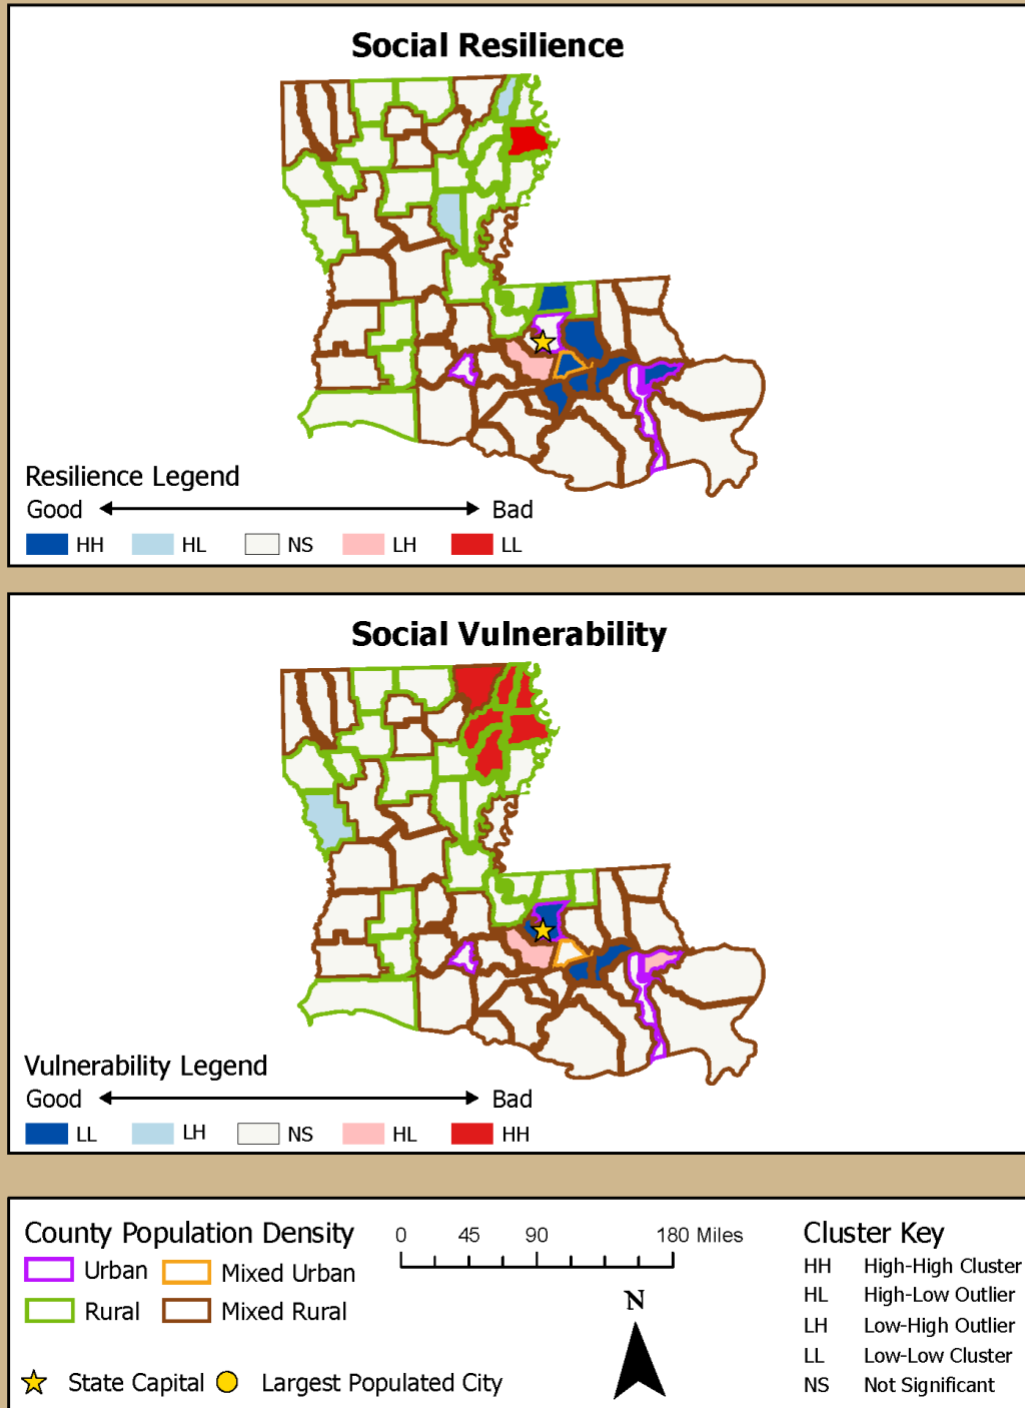 Social Resilience
Resilience Legend
Good Bad
HH HL NS LH LL
Social Vulnerability
Vulnerability Legend
Good Bad
LL LH NS HL HH
County Population Density
Urban Mixed Urban
Rural Mixed Rural
State Capital Largest Populated City
0 45 90 180 Miles
N
Cluster Key
HH High-High Cluster
HL High-Low Outlier
LH Low-High Outlier
LL Low-Low Cluster
NS Not Significant